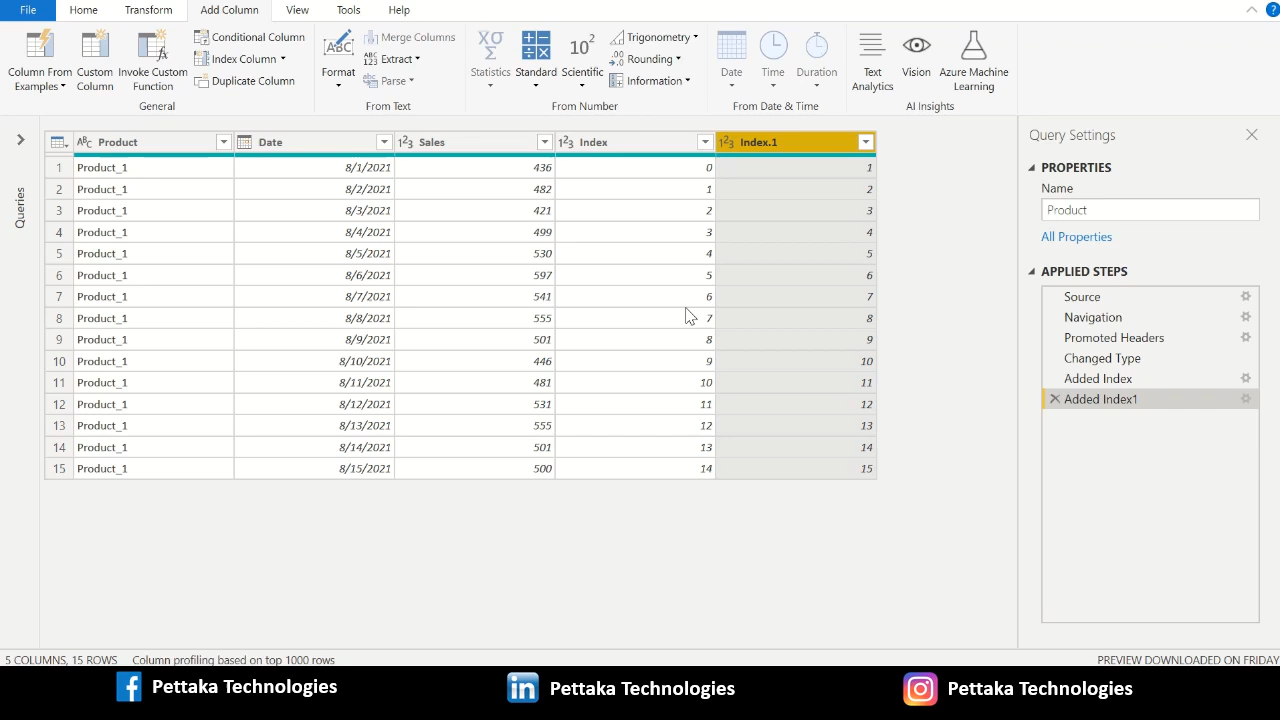 File Home Transform Add Column View Tools Help
Column From Examples
Custom Column
Invoke Custom Function
Conditional Column
Index Column
Duplicate Column
General
Format
Merge Columns
Extract
Parse
From Text
Statistics
Standard
Scientific
Trigonometry
Rounding
Information
From Number
Date
Time
Duration
From Date & Time
Text Analytics
Vision
Azure Machine Learning
AI Insights
Queries
Product Date Sales Index Index.1
1 Product_1 8/1/2021 436 0 1
2 Product_1 8/2/2021 482 1 2
3 Product_1 8/3/2021 421 2 3
4 Product_1 8/4/2021 499 3 4
5 Product_1 8/5/2021 530 4 5
6 Product_1 8/6/2021 597 5 6
7 Product_1 8/7/2021 541 6 7
8 Product_1 8/8/2021 555 7 8
9 Product_1 8/9/2021 501 8 9
10 Product_1 8/10/2021 446 9 10
11 Product_1 8/11/2021 481 10 11
12 Product_1 8/12/2021 531 11 12
13 Product_1 8/13/2021 555 12 13
14 Product_1 8/14/2021 501 13 14
15 Product_1 8/15/2021 500 14 15
Query Settings
PROPERTIES
Name
Product
All Properties
APPLIED STEPS
Source
Navigation
Promoted Headers
Changed Type
Added Index
Added Index1
5 COLUMNS, 15 ROWS Column profiling based on top 1000 rows
PREVIEW DOWNLOADED ON FRIDAY
Pettaka Technologies
Pettaka Technologies
Pettaka Technologies